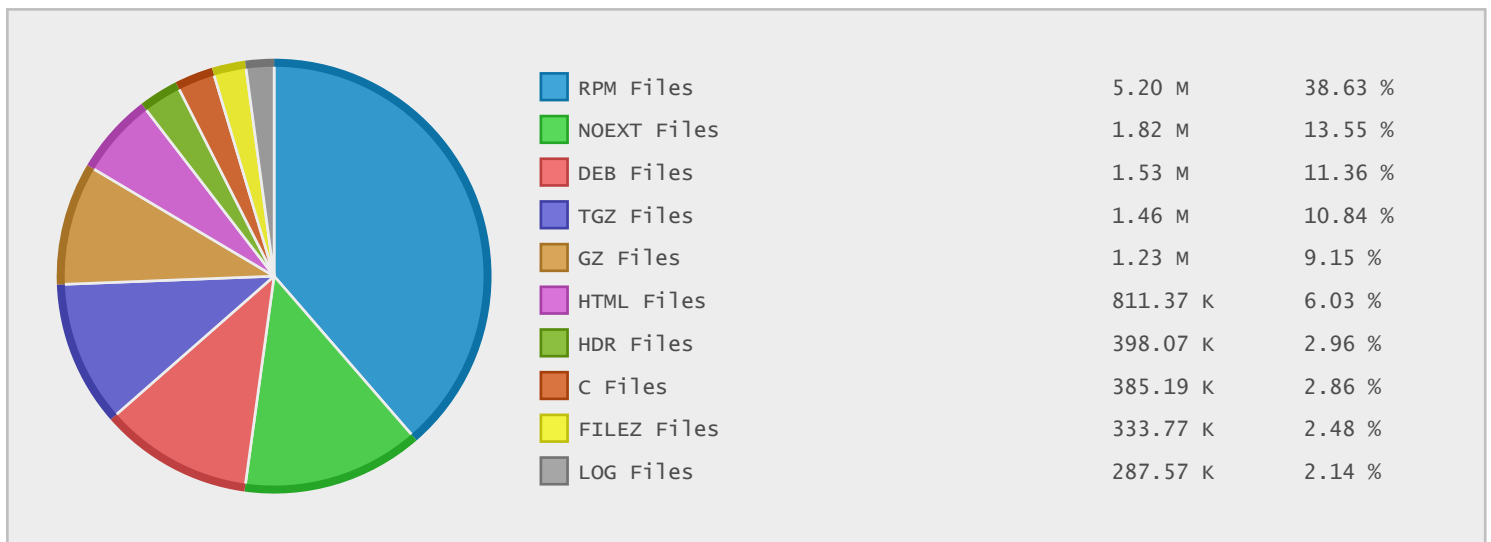 RPM Files 5.20 M 38.63 %
NOEXT Files 1.82 M 13.55 %
DEB Files 1.53 M 11.36 %
TGZ Files 1.46 M 10.84 %
GZ Files 1.23 M 9.15 %
HTML Files 811.37 K 6.03 %
HDR Files 398.07 K 2.96 %
C Files 385.19 K 2.86 %
FILEZ Files 333.77 K 2.48 %
LOG Files 287.57 K 2.14 %